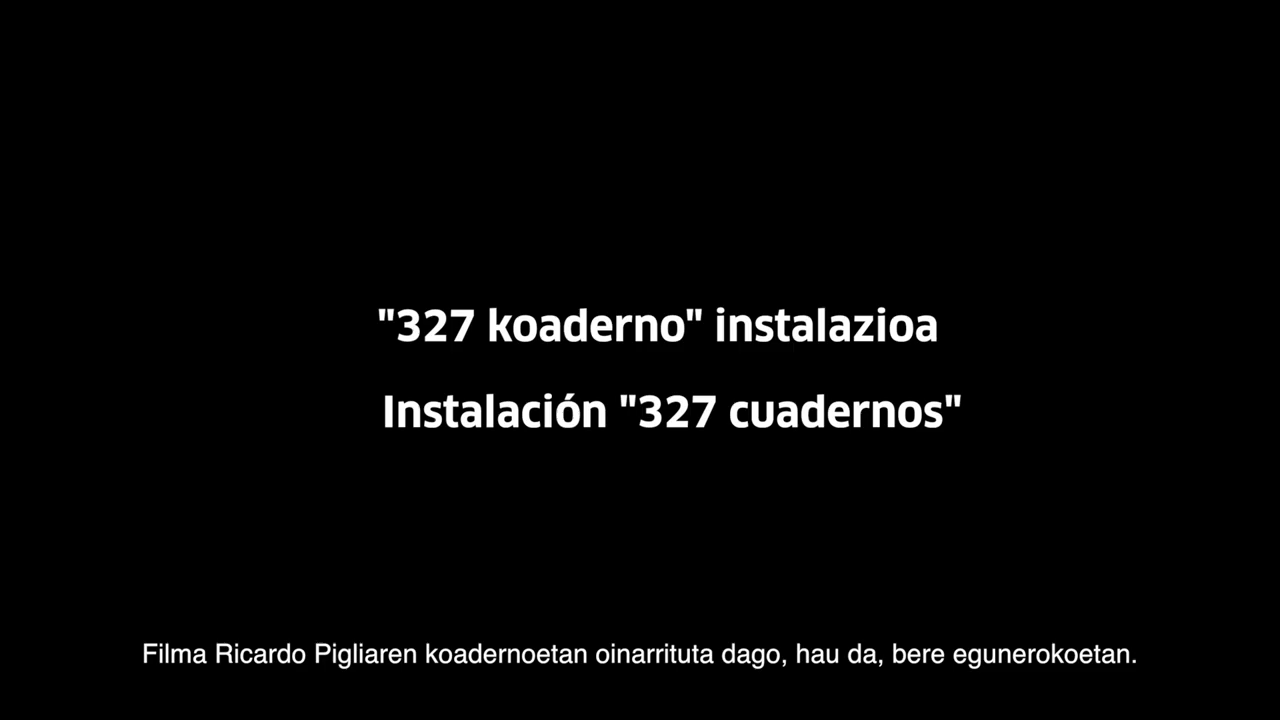 "327 koaderno" instalazioa
Instalación "327 cuadernos"
Filma Ricardo Pigliaren koadernoetan oinarrituta dago, hau da, bere egunerokoetan.